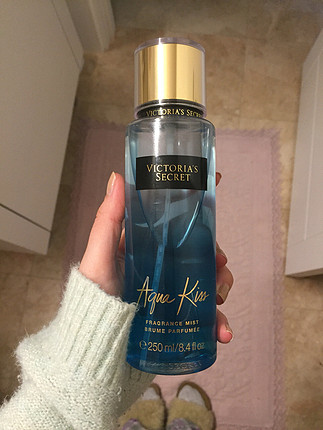 VICTORIA'S SECRET
VICTORIA'S
SECRET
Aqua Kiss
FRAGRANCE MIST
BRUME PARFUMÉE
℮ 250 ml/8.4 fl oz